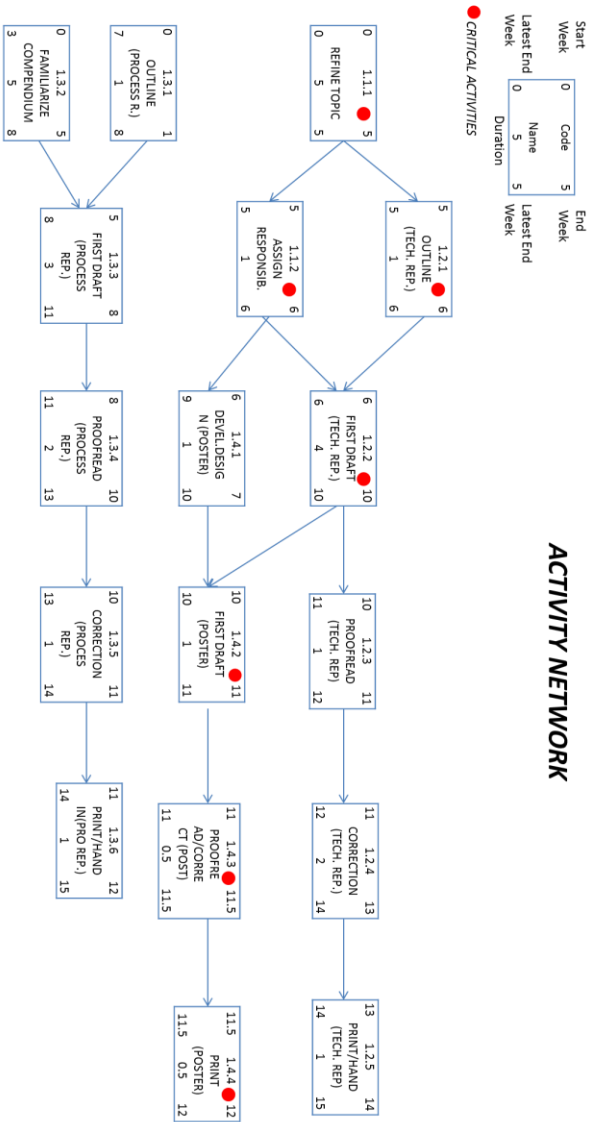 ACTIVITY NETWORK
Start
Week
End
Week
0 Code 5
Name
0 5 5
Latest End
Week
Duration
Latest End
Week
CRITICAL ACTIVITIES
0 1.1.1 5
REFINE TOPIC
0 5 5
5 1.2.1 6
OUTLINE
(TECH. REP.)
5 1 6
5 1.1.2 6
ASSIGN
RESPONSIB.
5 1 6
6 1.2.2 10
FIRST DRAFT
(TECH. REP.)
6 4 10
6 1.4.1 7
DEVEL.DESIG
N (POSTER)
9 1 10
10 1.2.3 11
PROOFREAD
(TECH. REP)
11 1 12
11 1.2.4 13
CORRECTION
(TECH. REP.)
12 2 14
13 1.2.5 14
PRINT/HAND
(TECH. REP)
14 1 15
10 1.4.2 11
FIRST DRAFT
(POSTER)
10 1 11
11 1.4.3 11.5
PROOFRE
AD/CORRE
CT (POST)
11 0.5 11.5
11.5 1.4.4 12
PRINT
(POSTER)
11.5 0.5 12
0 1.3.1 1
OUTLINE
(PROCESS R.)
7 1 8
0 1.3.2 5
FAMILIARIZE
COMPENDIUM
3 5 8
5 1.3.3 8
FIRST DRAFT
(PROCESS
REP.)
8 3 11
8 1.3.4 10
PROOFREAD
(PROCESS
REP.)
11 2 13
10 1.3.5 11
CORRECTION
(PROCES
REP.)
13 1 14
11 1.3.6 12
PRINT/HAND
IN(PRO REP.)
14 1 15